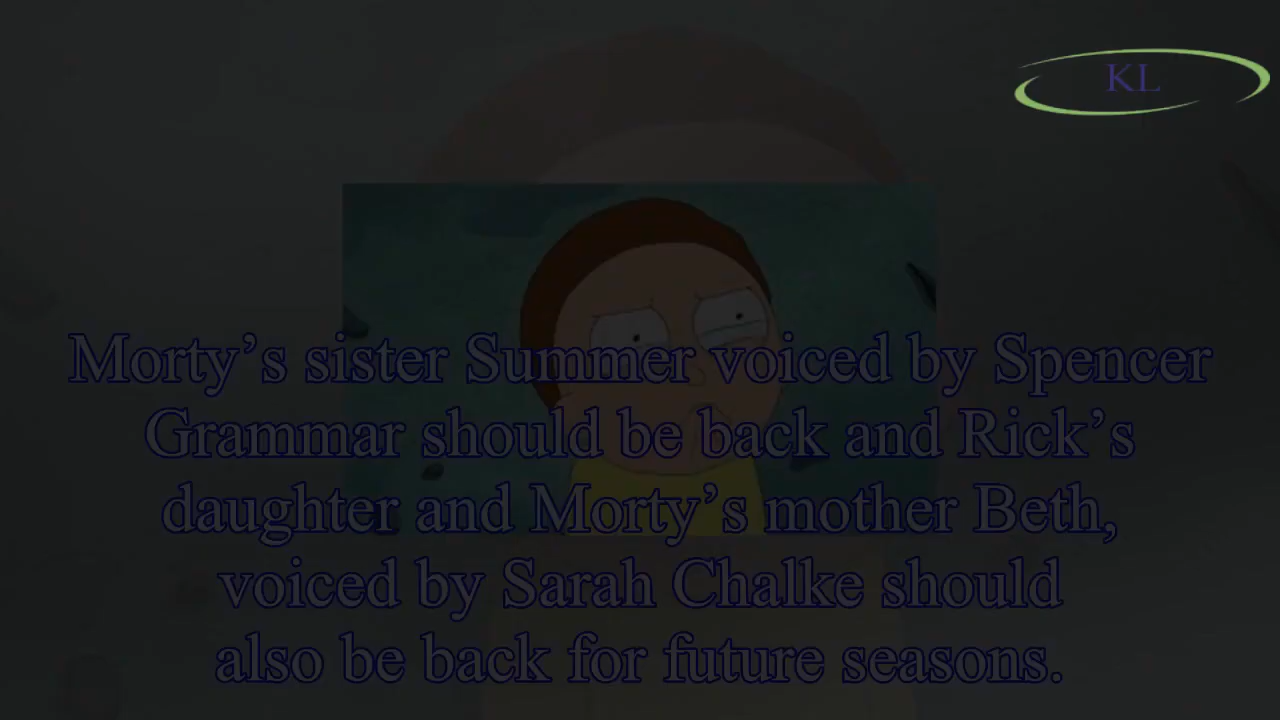 KL
Morty’s sister Summer voiced by Spencer
Grammar should be back and Rick’s
daughter and Morty’s mother Beth,
voiced by Sarah Chalke should
also be back for future seasons.